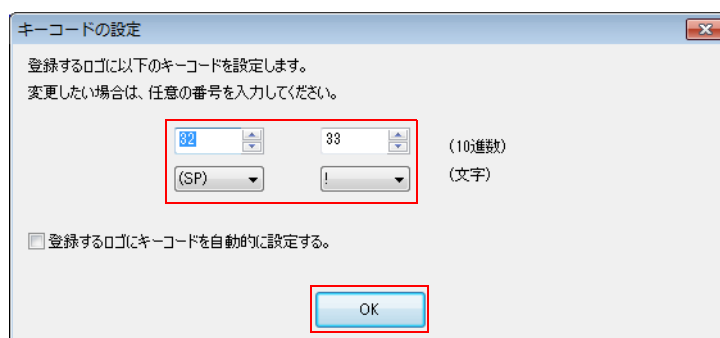 キーコードの設定
登録するロゴに以下のキーコードを設定します。
変更したい場合は、任意の番号を入力してください。
32 33 (10進数)
(SP) ! (文字)
登録するロゴにキーコードを自動的に設定する。
OK